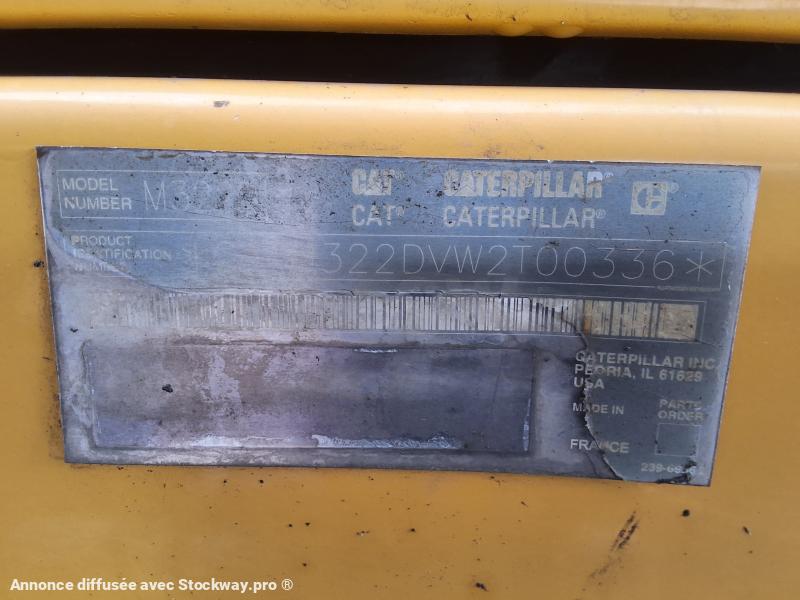 MODEL NUMBER CAT® CATERPILLAR®
CAT® CATERPILLAR®
PRODUCT IDENTIFICATION 322DVW2T00336*
CATERPILLAR INC
PEORIA, IL 61629
USA
MADE IN
FRANCE
PARTS ORDER
Annonce diffusée avec Stockway.pro ®